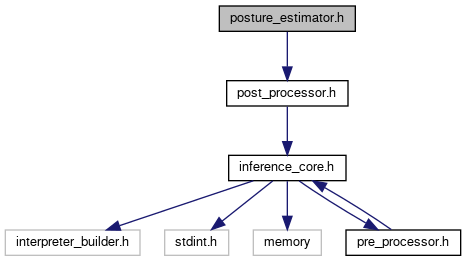 posture_estimator.h
post_processor.h
inference_core.h
interpreter_builder.h
stdint.h
memory
pre_processor.h